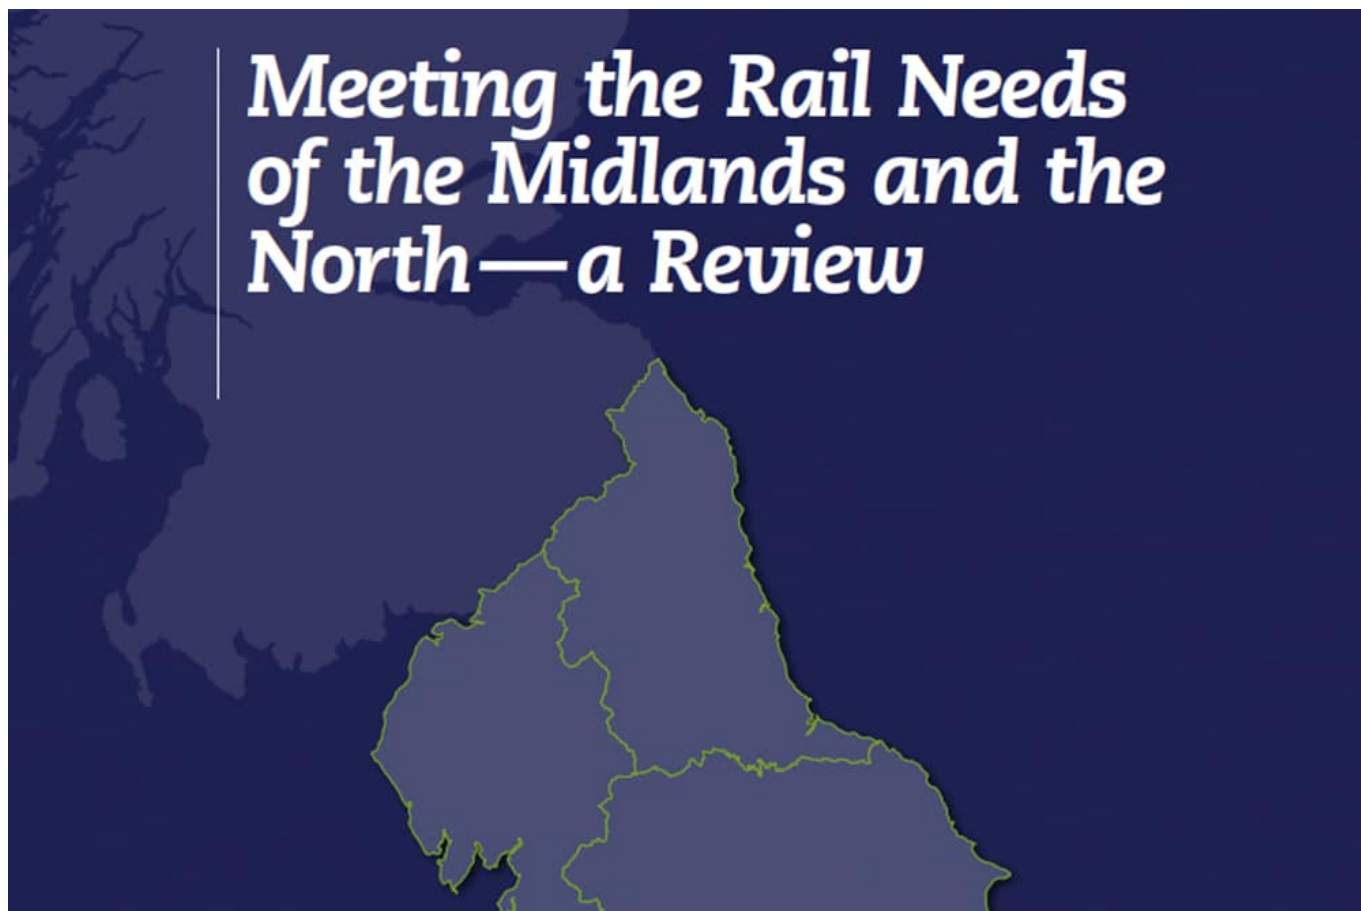 Meeting the Rail Needs
of the Midlands and the
North—a Review